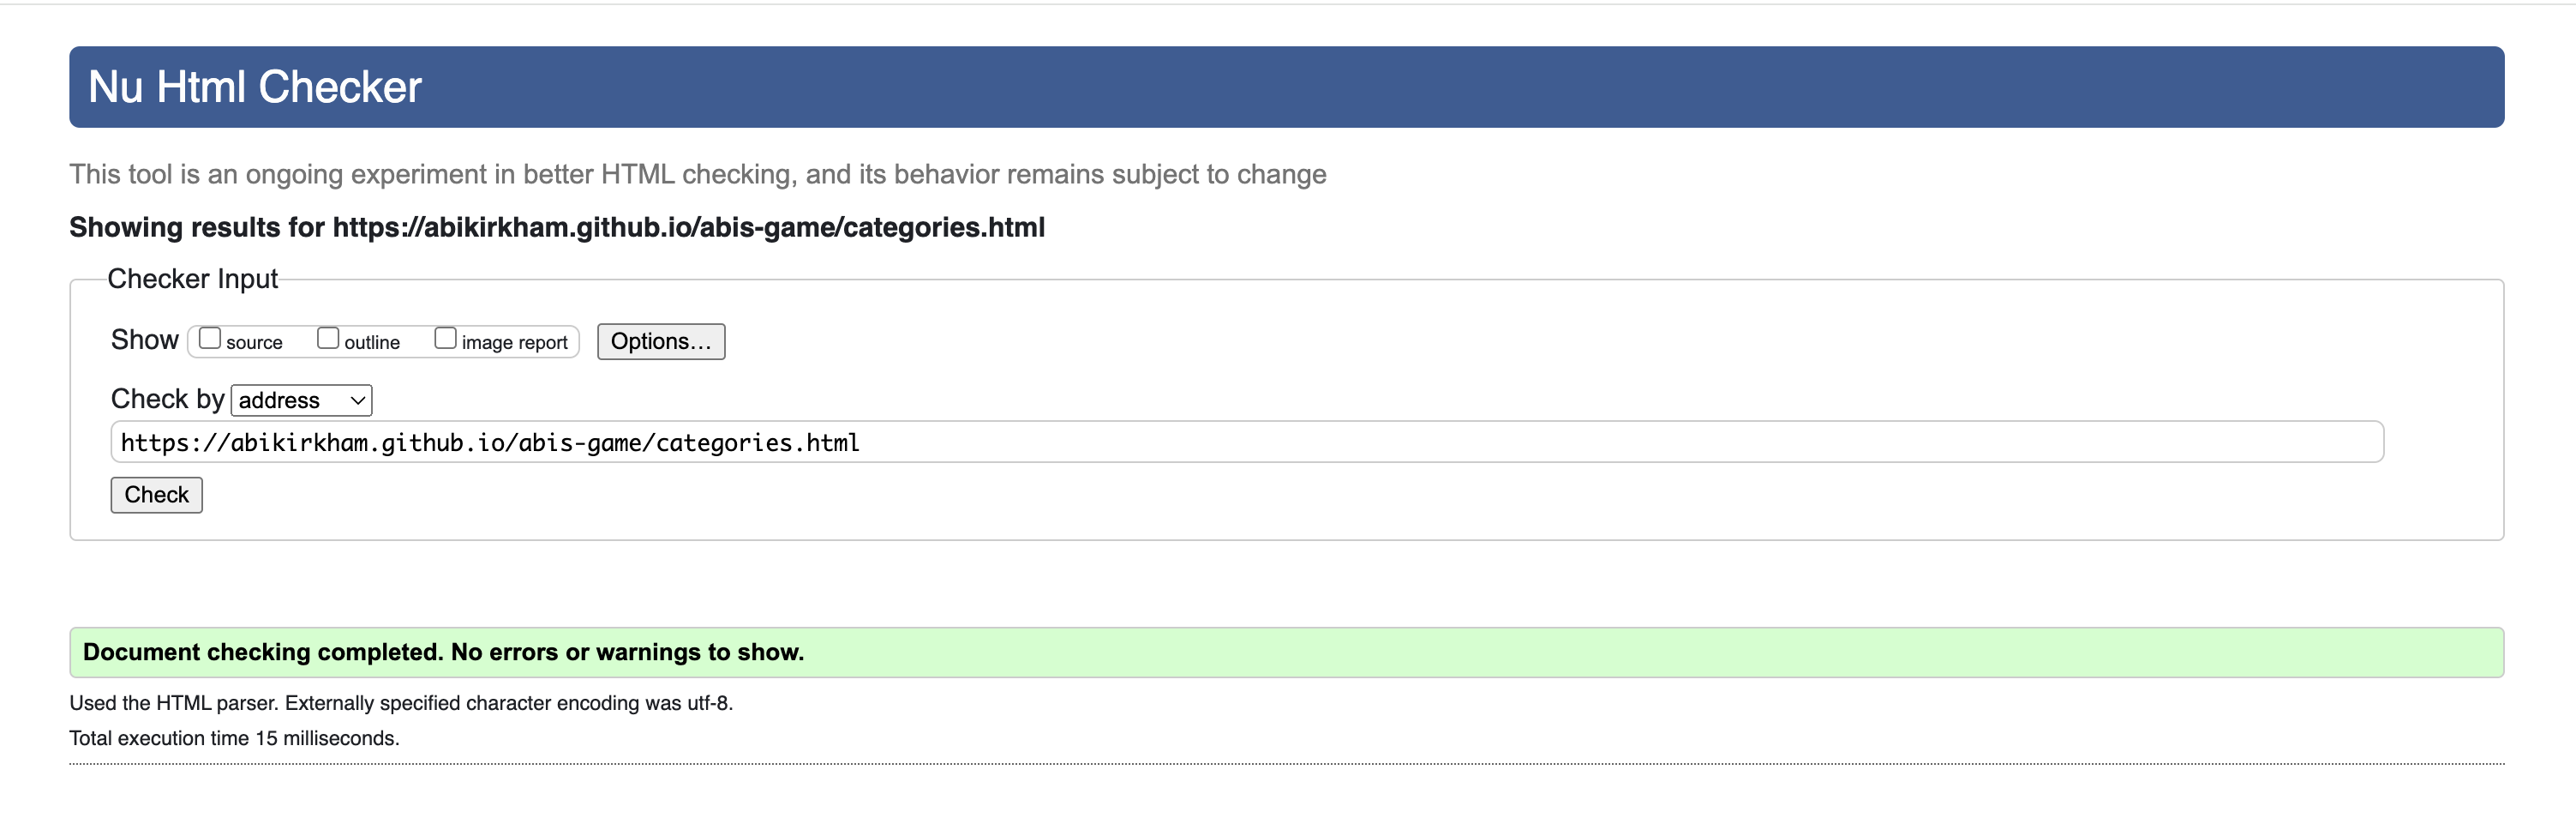 Nu Html Checker
This tool is an ongoing experiment in better HTML checking, and its behavior remains subject to change
Showing results for https://abikirkham.github.io/abis-game/categories.html
Checker Input
Show source outline image report Options...
Check by address
https://abikirkham.github.io/abis-game/categories.html
Check
Document checking completed. No errors or warnings to show.
Used the HTML parser. Externally specified character encoding was utf-8.
Total execution time 15 milliseconds.